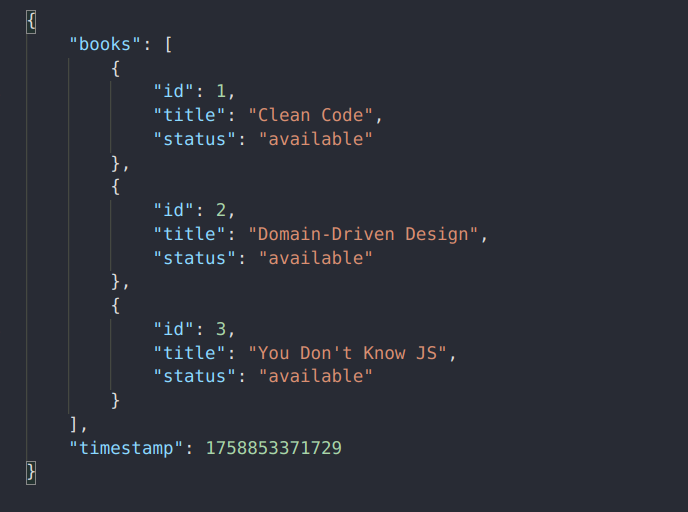 {
    "books": [
        {
            "id": 1,
            "title": "Clean Code",
            "status": "available"
        },
        {
            "id": 2,
            "title": "Domain-Driven Design",
            "status": "available"
        },
        {
            "id": 3,
            "title": "You Don't Know JS",
            "status": "available"
        }
    ],
    "timestamp": 1758853371729
}